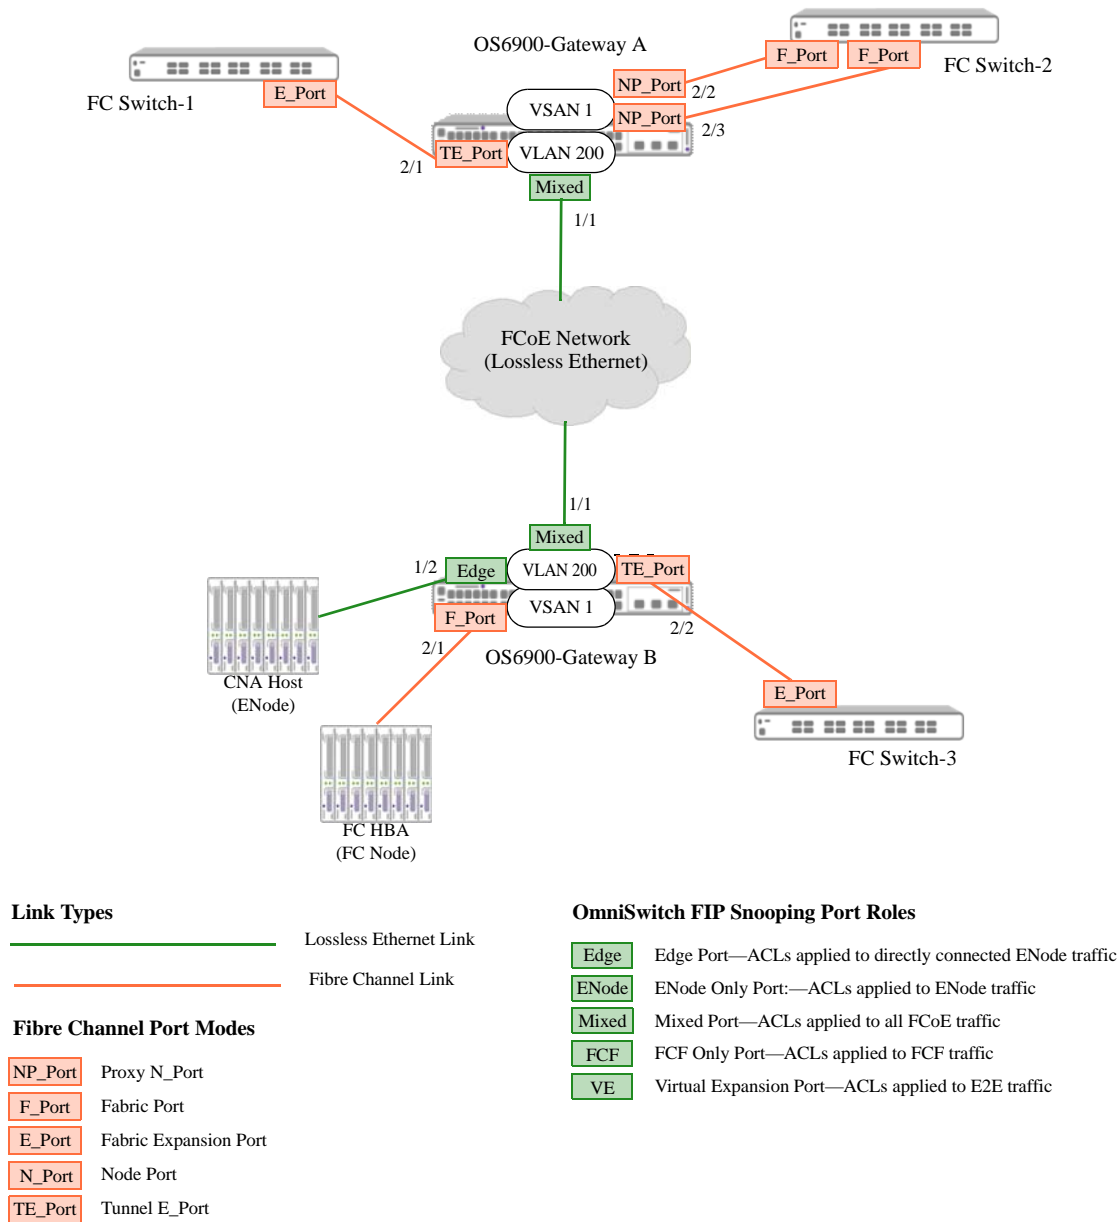 OS6900-Gateway A
FC Switch-1
E_Port
F_Port
F_Port
FC Switch-2
NP_Port
2/2
VSAN 1
NP_Port
2/3
2/1
TE_Port
VLAN 200
Mixed
1/1
FCoE Network
(Lossless Ethernet)
1/1
Mixed
1/2
Edge
VLAN 200
TE_Port
F_Port
VSAN 1
2/1
2/2
OS6900-Gateway B
CNA Host
(ENode)
E_Port
FC Switch-3
FC HBA
(FC Node)
Link Types
Lossless Ethernet Link
Fibre Channel Link
Fibre Channel Port Modes
NP_Port Proxy N_Port
F_Port Fabric Port
E_Port Fabric Expansion Port
N_Port Node Port
TE_Port Tunnel E_Port
OmniSwitch FIP Snooping Port Roles
Edge Edge Port—ACLs applied to directly connected ENode traffic
ENode ENode Only Port:—ACLs applied to ENode traffic
Mixed Mixed Port—ACLs applied to all FCoE traffic
FCF FCF Only Port—ACLs applied to FCF traffic
VE Virtual Expansion Port—ACLs applied to E2E traffic